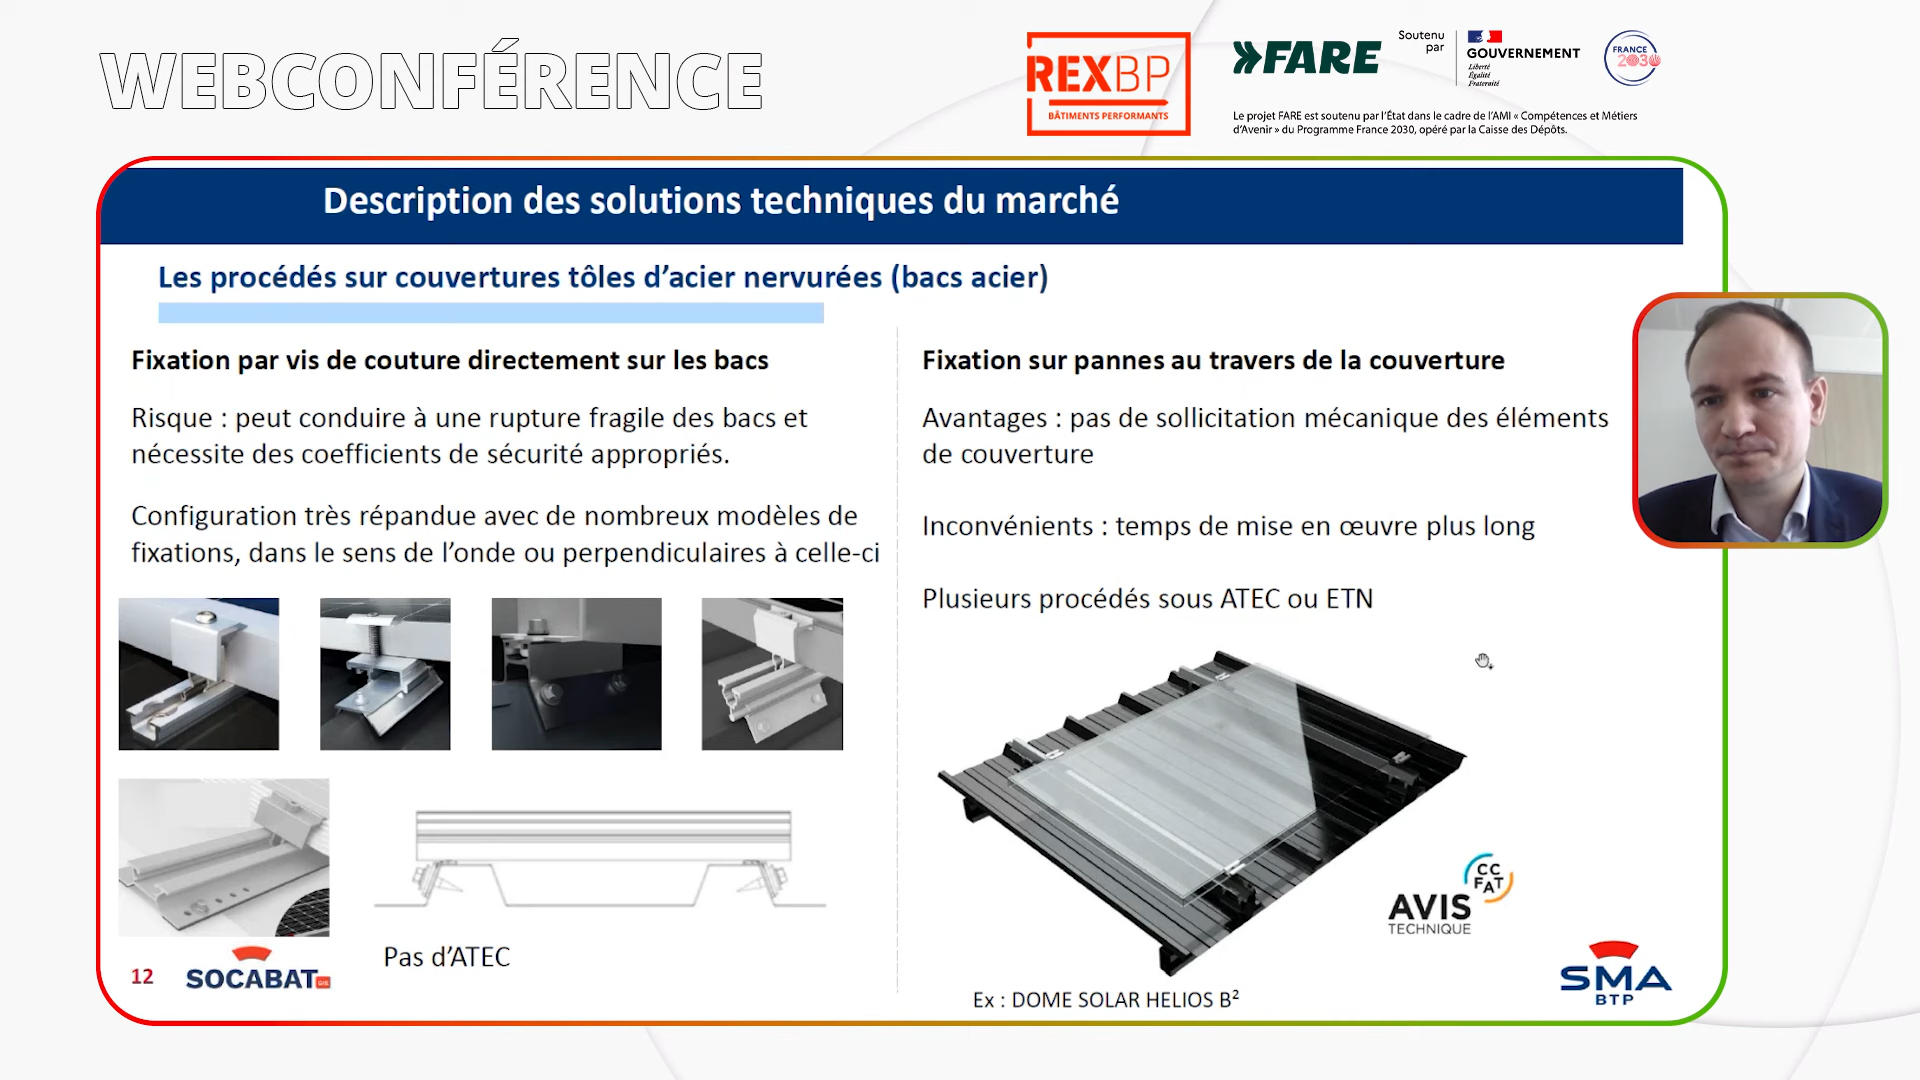 WEBCONFÉRENCE
REXBP
BÂTIMENTS PERFORMANTS
FARE
Soutenu
par
GOUVERNEMENT
Liberté
Égalité
Fraternité
FRANCE
2030
Le projet FARE est soutenu par l'État dans le cadre de l'AMI « Compétences et Métiers
d'Avenir » du Programme France 2030, opéré par la Caisse des Dépôts.
Description des solutions techniques du marché
Les procédés sur couvertures tôles d'acier nervurées (bacs acier)
Fixation par vis de couture directement sur les bacs
Risque : peut conduire à une rupture fragile des bacs et
nécessite des coefficients de sécurité appropriés.
Configuration très répandue avec de nombreux modèles de
fixations, dans le sens de l'onde ou perpendiculaires à celle-ci
Pas d'ATEC
12
SOCABAT
GIE
Fixation sur pannes au travers de la couverture
Avantages : pas de sollicitation mécanique des éléments
de couverture
Inconvénients : temps de mise en œuvre plus long
Plusieurs procédés sous ATEC ou ETN
CC
FAT
AVIS
TECHNIQUE
Ex : DOME SOLAR HELIOS B²
SMA
BTP